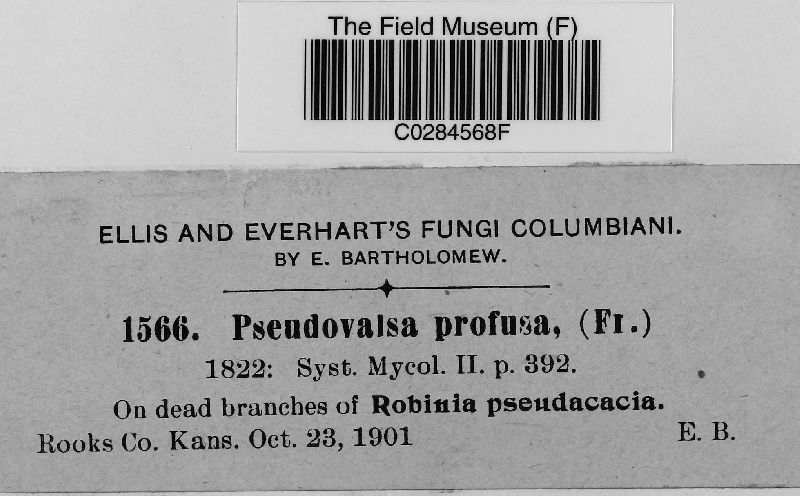 The Field Museum (F)
C0284568F
ELLIS AND EVERHART'S FUNGI COLUMBIANI.
BY E. BARTHOLOMEW.
1566. Pseudovalsa profusa, (Fr.)
1822: Syst. Mycol. II. p. 392.
On dead branches of Robinia pseudacacia.
Rooks Co. Kans. Oct. 23, 1901 E. B.